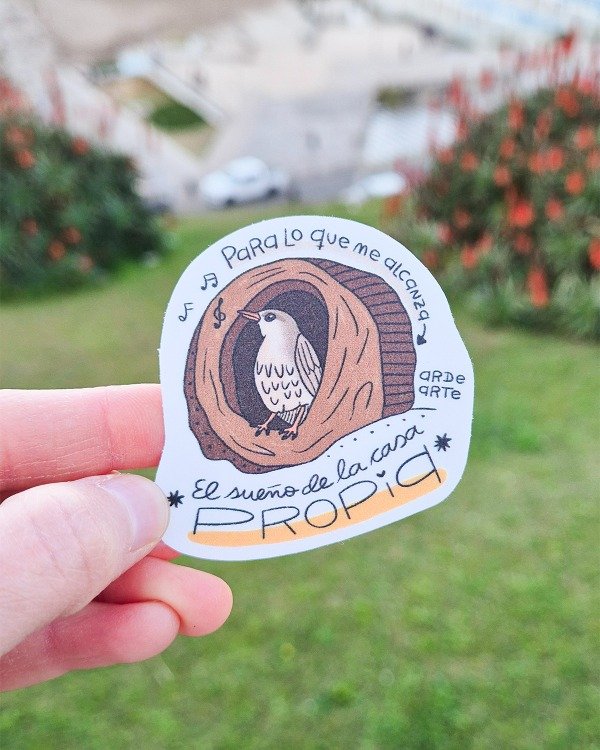 Para lo que me alcanza
arde
arte
El sueño de la casa
propia